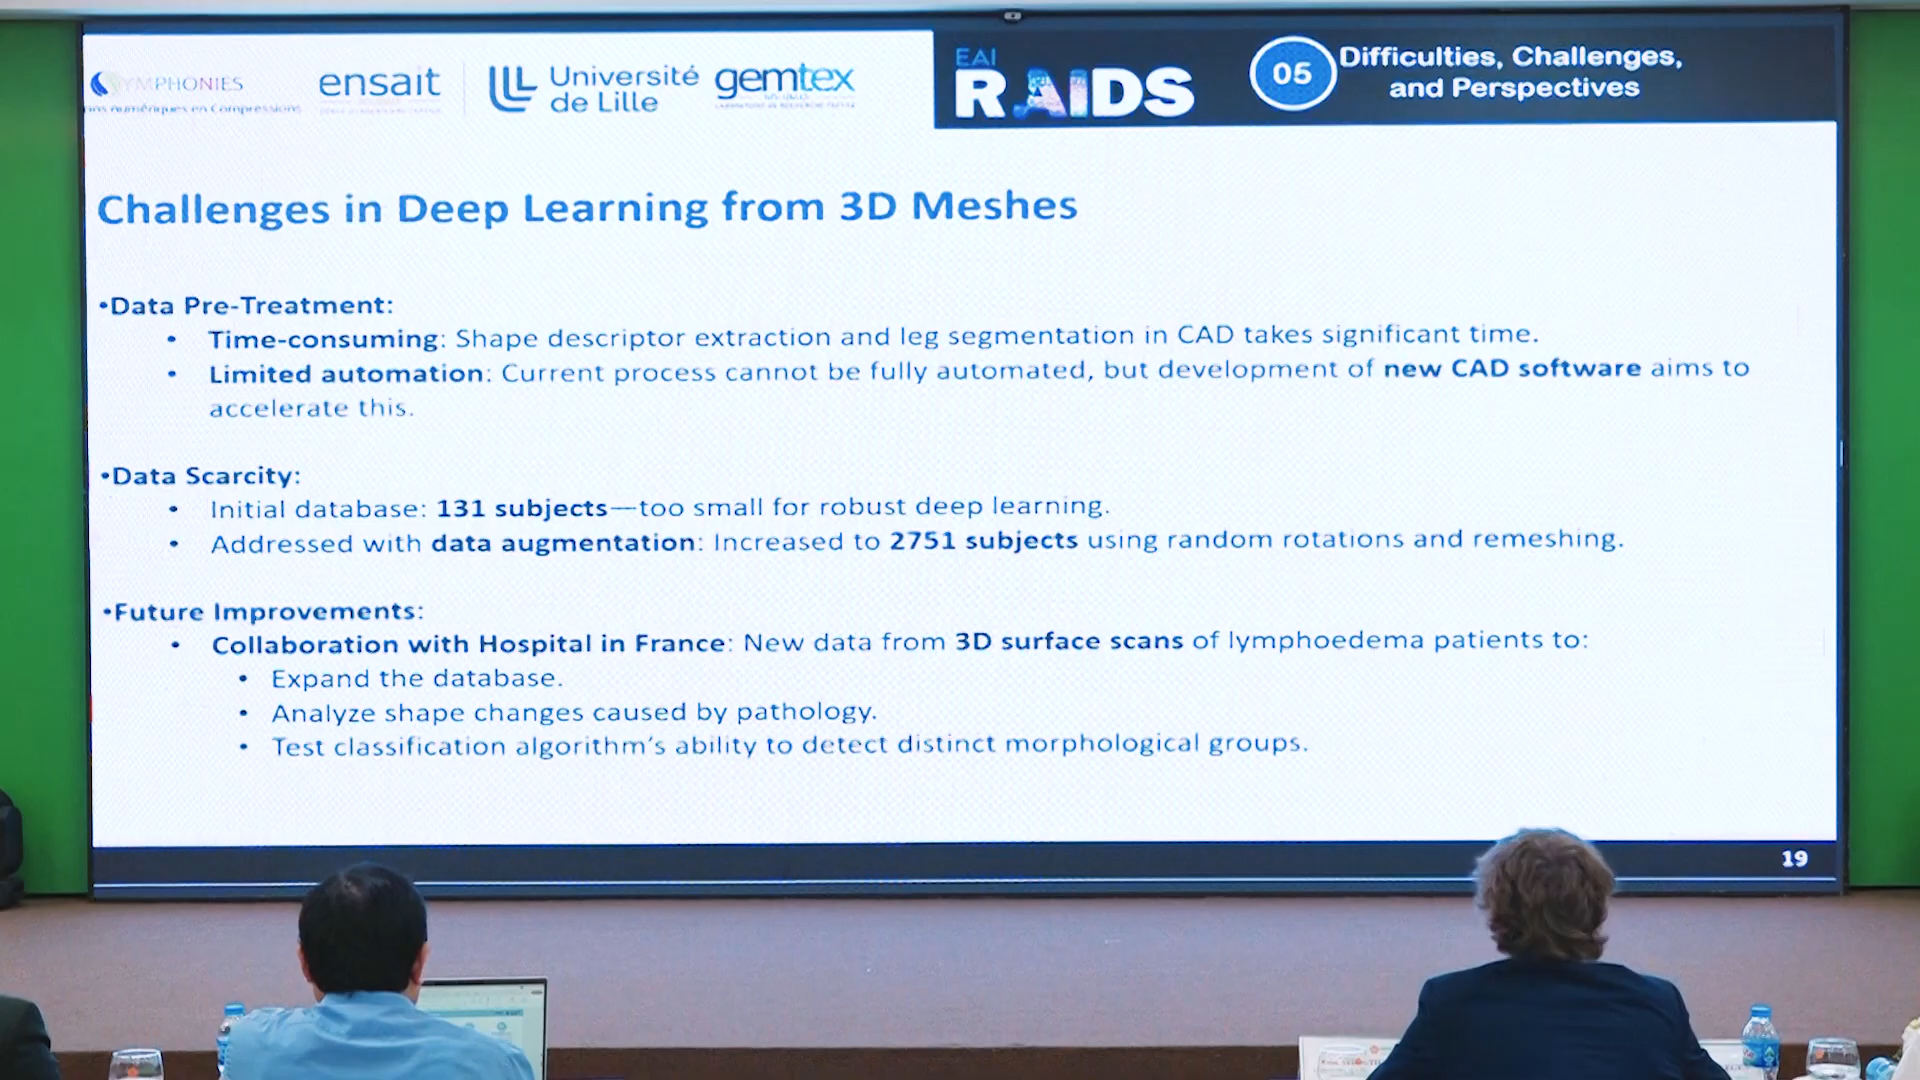 YMPHONIES
ensait
Université
de Lille
gemtex
EAI
RAIDS
05
Difficulties, Challenges,
and Perspectives
Challenges in Deep Learning from 3D Meshes
•Data Pre-Treatment:
• Time-consuming: Shape descriptor extraction and leg segmentation in CAD takes significant time.
• Limited automation: Current process cannot be fully automated, but development of new CAD software aims to
accelerate this.
•Data Scarcity:
• Initial database: 131 subjects—too small for robust deep learning.
• Addressed with data augmentation: Increased to 2751 subjects using random rotations and remeshing.
•Future Improvements:
• Collaboration with Hospital in France: New data from 3D surface scans of lymphoedema patients to:
• Expand the database.
• Analyze shape changes caused by pathology.
• Test classification algorithm's ability to detect distinct morphological groups.
19